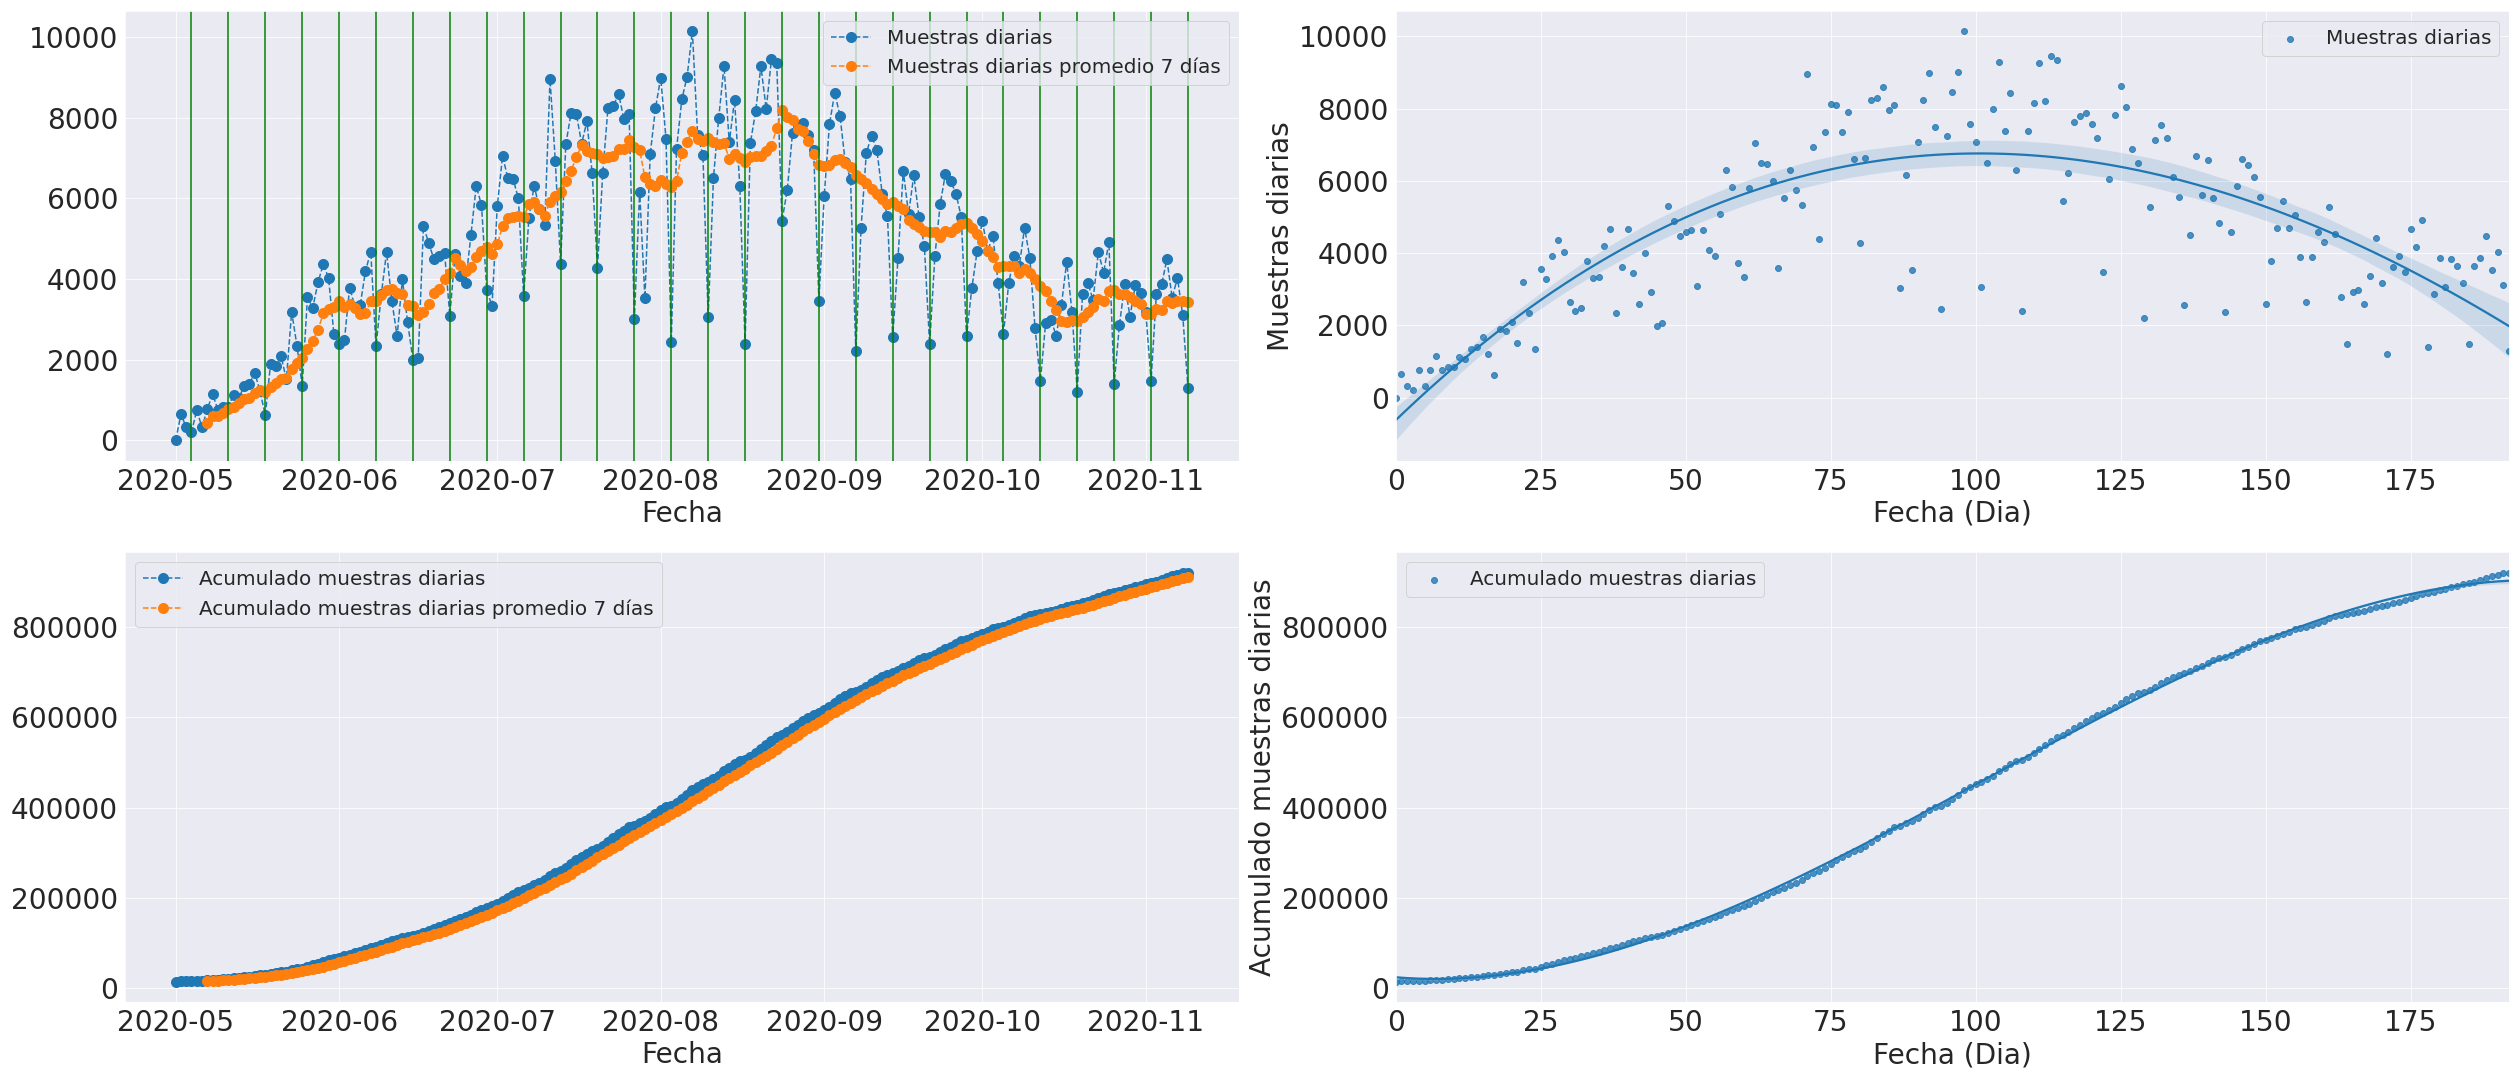 10000
8000
6000
4000
2000
0
Muestras diarias
Muestras diarias promedio 7 días
2020-05 2020-06 2020-07 2020-08 2020-09 2020-10 2020-11
Fecha
Muestras diarias
10000
8000
6000
4000
2000
0
Muestras diarias
0 25 50 75 100 125 150 175
Fecha (Dia)
800000
600000
400000
200000
0
Acumulado muestras diarias
Acumulado muestras diarias promedio 7 días
2020-05 2020-06 2020-07 2020-08 2020-09 2020-10 2020-11
Fecha
Acumulado muestras diarias
800000
600000
400000
200000
0
Acumulado muestras diarias
0 25 50 75 100 125 150 175
Fecha (Dia)